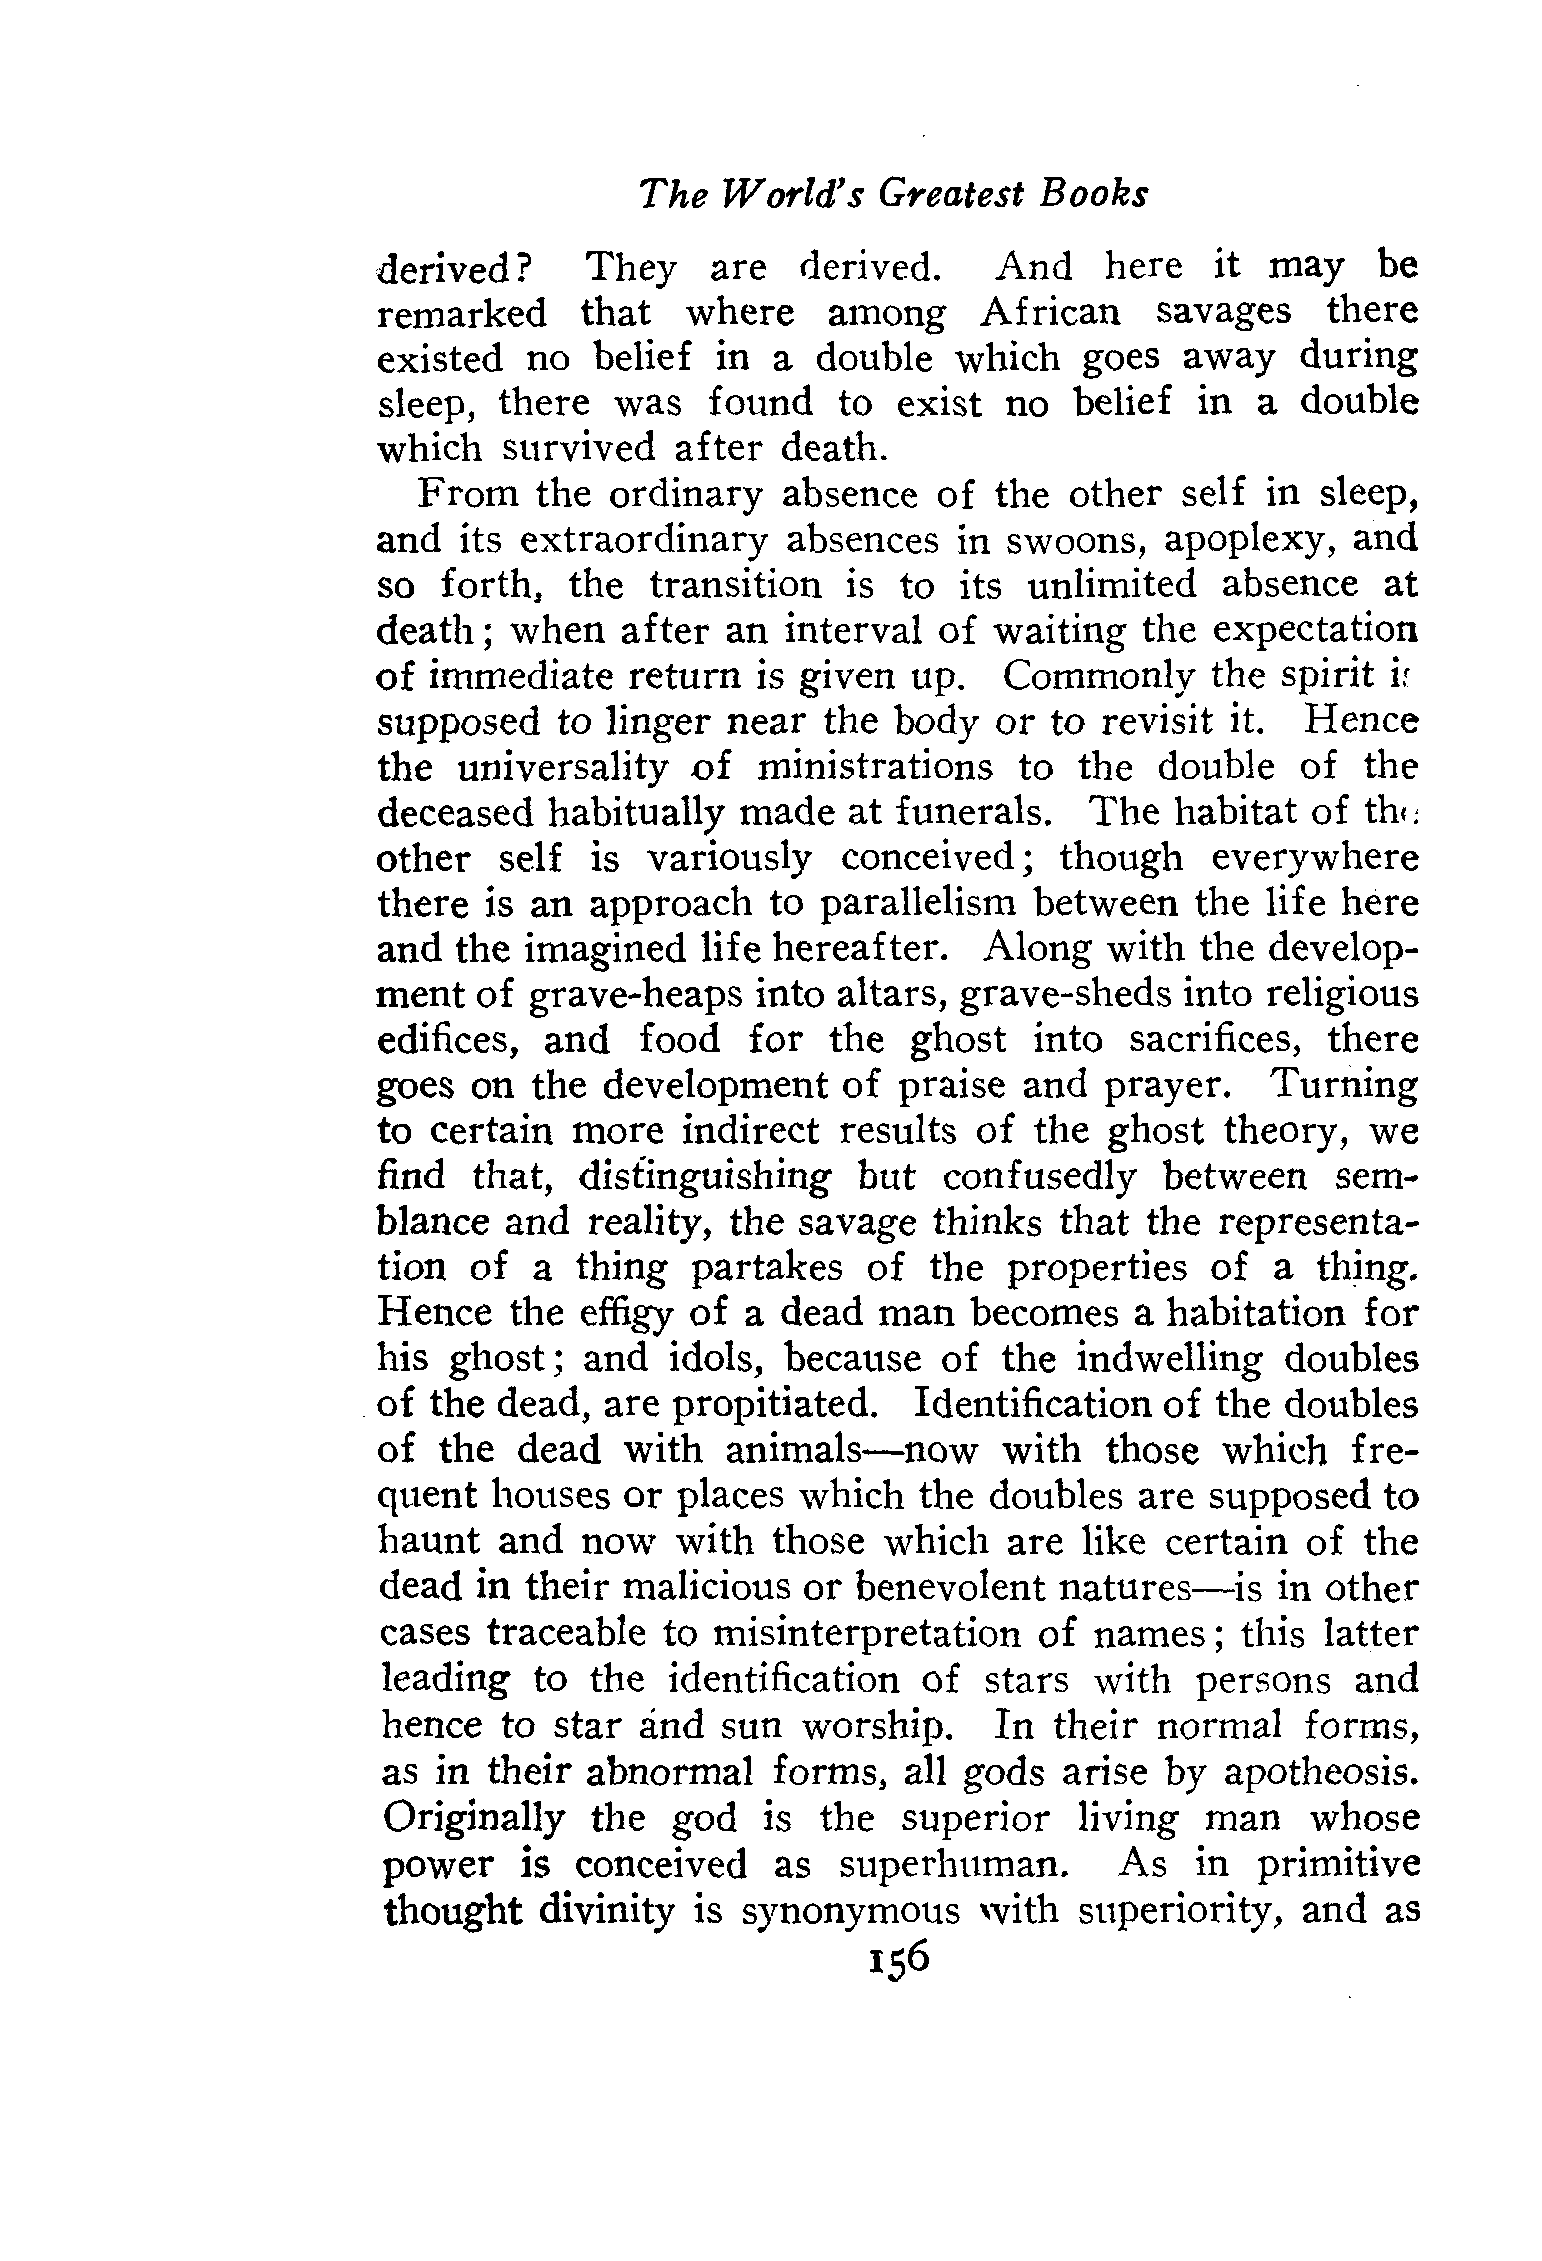 The World's Greatest Books
derived? They are derived. And here it may be
remarked that where among African savages there
existed no belief in a double which goes away during
sleep, there was found to exist no belief in a double
which survived after death.
From the ordinary absence of the other self in sleep,
and its extraordinary absences in swoons, apoplexy, and
so forth, the transition is to its unlimited absence at
death; when after an interval of waiting the expectation
of immediate return is given up. Commonly the spirit is
supposed to linger near the body or to revisit it. Hence
the universality of ministrations to the double of the
deceased habitually made at funerals. The habitat of the
other self is variously conceived; though everywhere
there is an approach to parallelism between the life here
and the imagined life hereafter. Along with the develop-
ment of grave-heaps into altars, grave-sheds into religious
edifices, and food for the ghost into sacrifices, there
goes on the development of praise and prayer. Turning
to certain more indirect results of the ghost theory, we
find that, distinguishing but confusedly between sem-
blance and reality, the savage thinks that the representa-
tion of a thing partakes of the properties of a thing.
Hence the effigy of a dead man becomes a habitation for
his ghost; and idols, because of the indwelling doubles
of the dead, are propitiated. Identification of the doubles
of the dead with animals—now with those which fre-
quent houses or places which the doubles are supposed to
haunt and now with those which are like certain of the
dead in their malicious or benevolent natures—is in other
cases traceable to misinterpretation of names; this latter
leading to the identification of stars with persons and
hence to star and sun worship. In their normal forms,
as in their abnormal forms, all gods arise by apotheosis.
Originally the god is the superior living man whose
power is conceived as superhuman. As in primitive
thought divinity is synonymous with superiority, and as
156